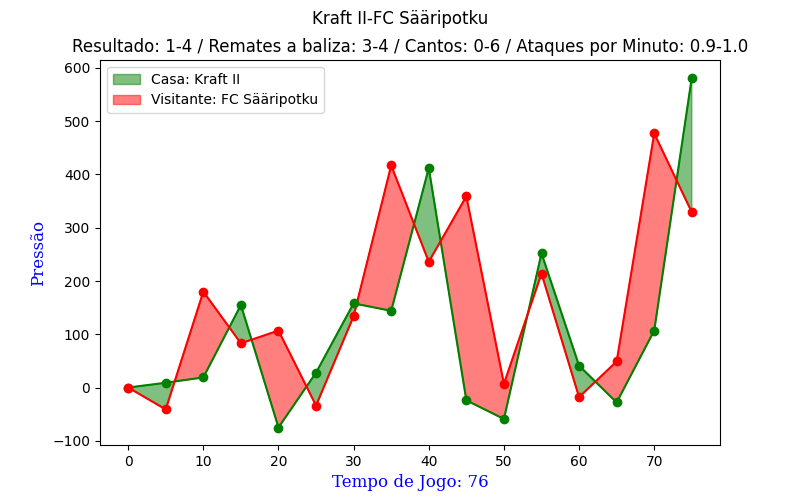 Kraft II-FC Sääripotku
Resultado: 1-4 / Remates a baliza: 3-4 / Cantos: 0-6 / Ataques por Minuto: 0.9-1.0
Casa: Kraft II
Visitante: FC Sääripotku
600
500
400
300
200
100
0
−100
Pressão
0 10 20 30 40 50 60 70
Tempo de Jogo: 76